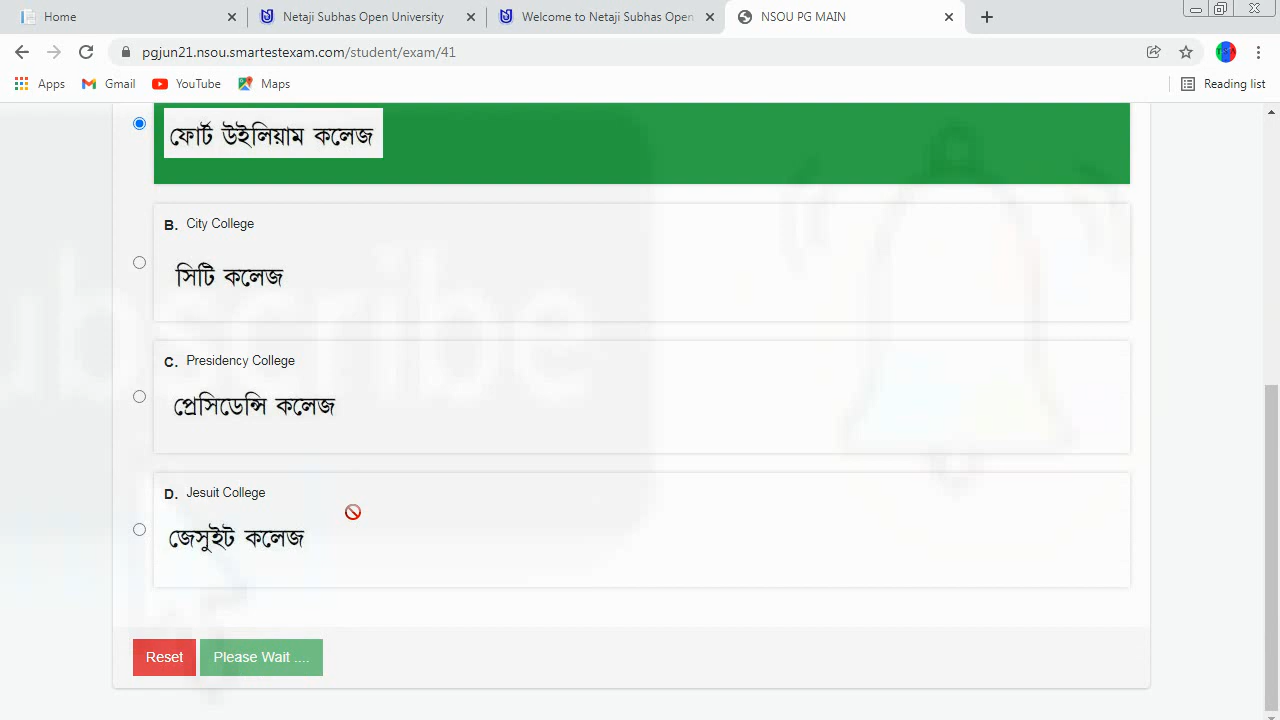 Home
Netaji Subhas Open University
Welcome to Netaji Subhas Open
NSOU PG MAIN
pgjun21.nsou.smartestexam.com/student/exam/41
Apps
Gmail
YouTube
Maps
Reading list
ফোর্ট উইলিয়াম কলেজ
B. City College
সিটি কলেজ
C. Presidency College
প্রেসিডেন্সি কলেজ
D. Jesuit College
জেসুইট কলেজ
ubscribe
Reset
Please Wait ....